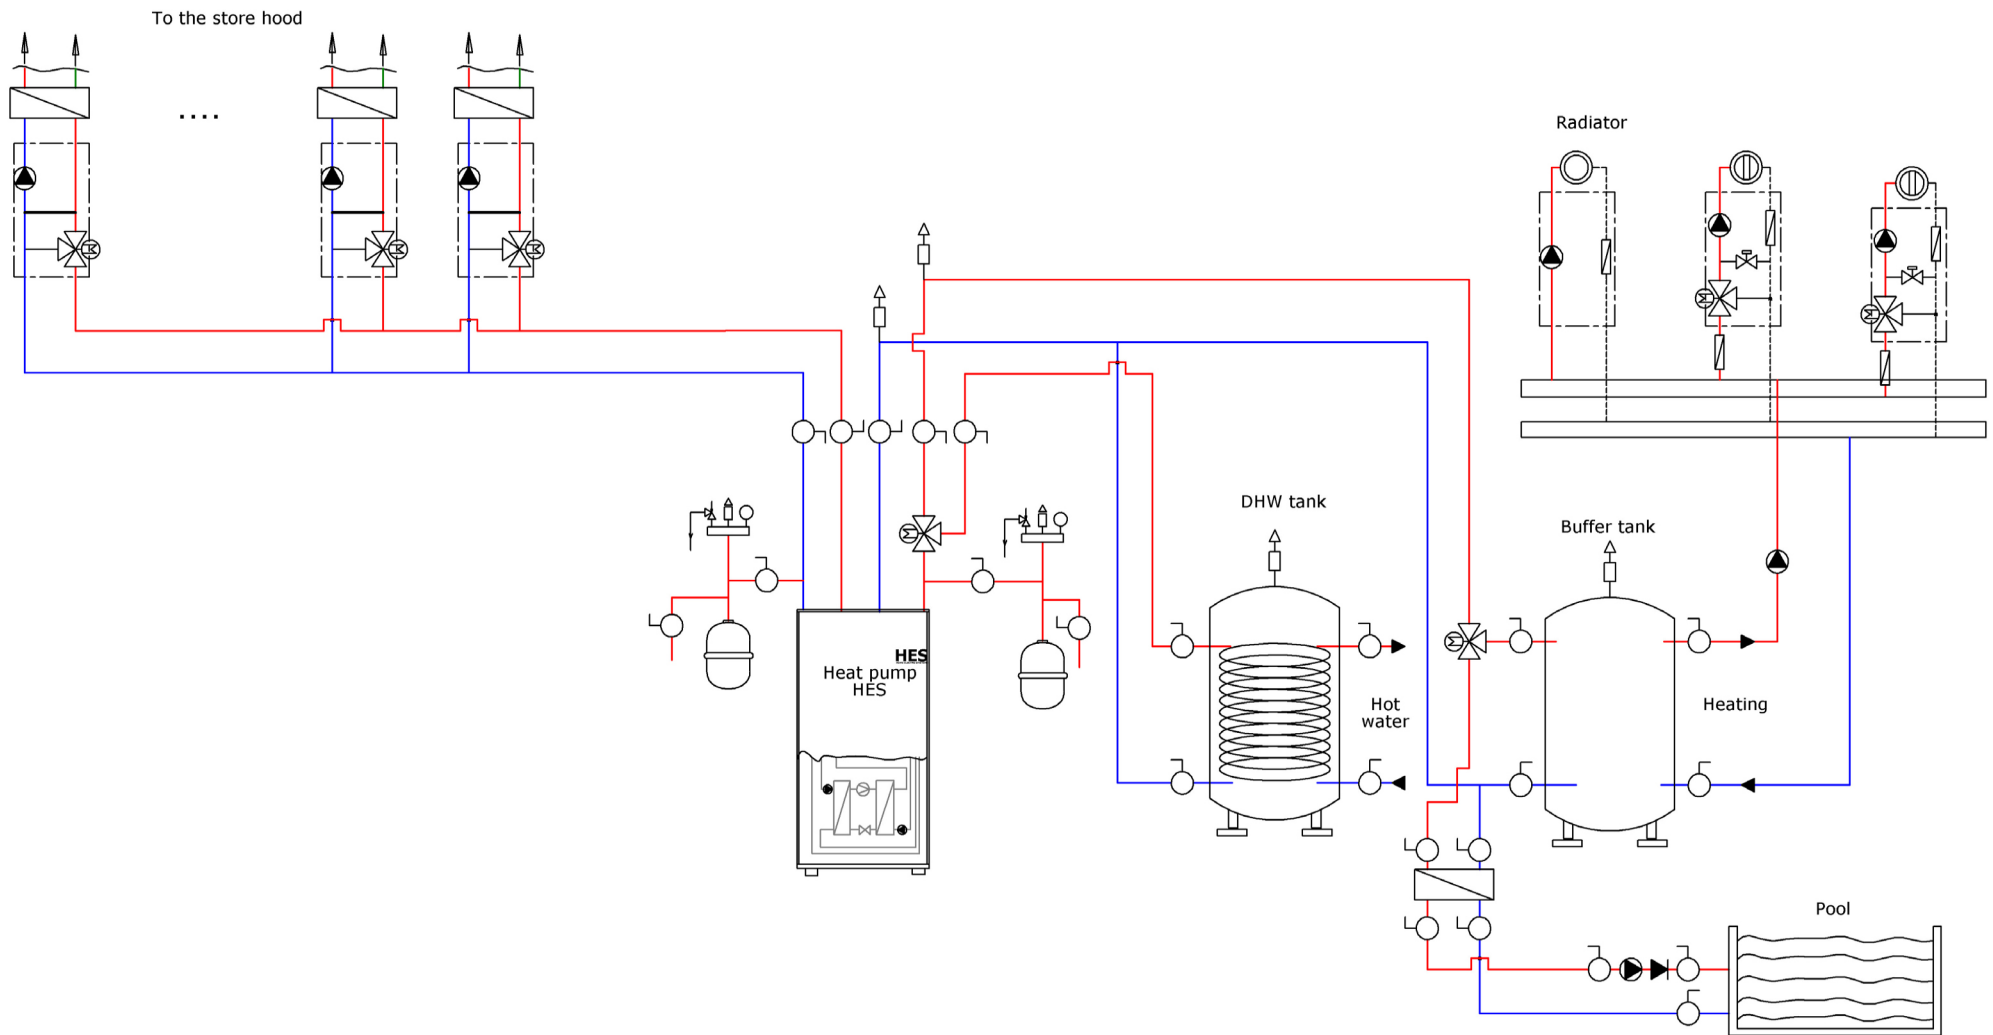 To the store hood
....
Radiator
DHW tank
Buffer tank
HES
Heat pump
HES
Hot
water
Heating
Pool